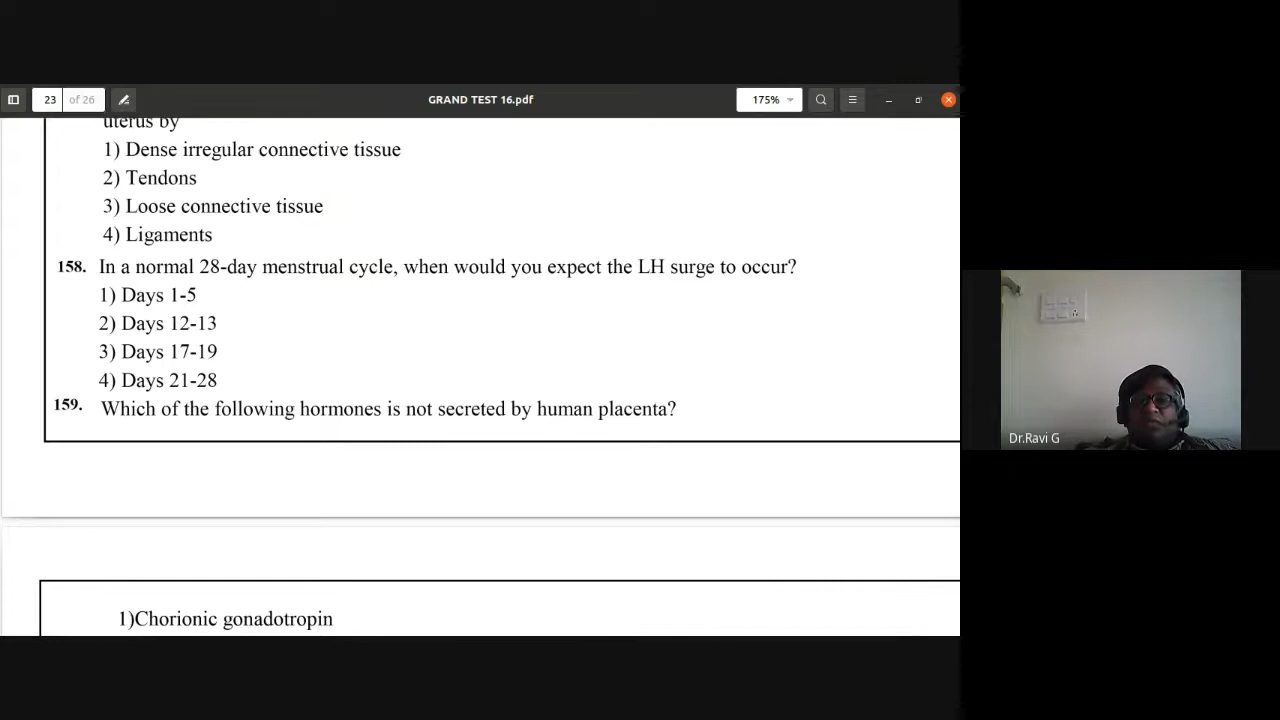 23 of 26
GRAND TEST 16.pdf
175%
uterus by
1) Dense irregular connective tissue
2) Tendons
3) Loose connective tissue
4) Ligaments
158. In a normal 28-day menstrual cycle, when would you expect the LH surge to occur?
1) Days 1-5
2) Days 12-13
3) Days 17-19
4) Days 21-28
159. Which of the following hormones is not secreted by human placenta?
1)Chorionic gonadotropin
Dr.Ravi G